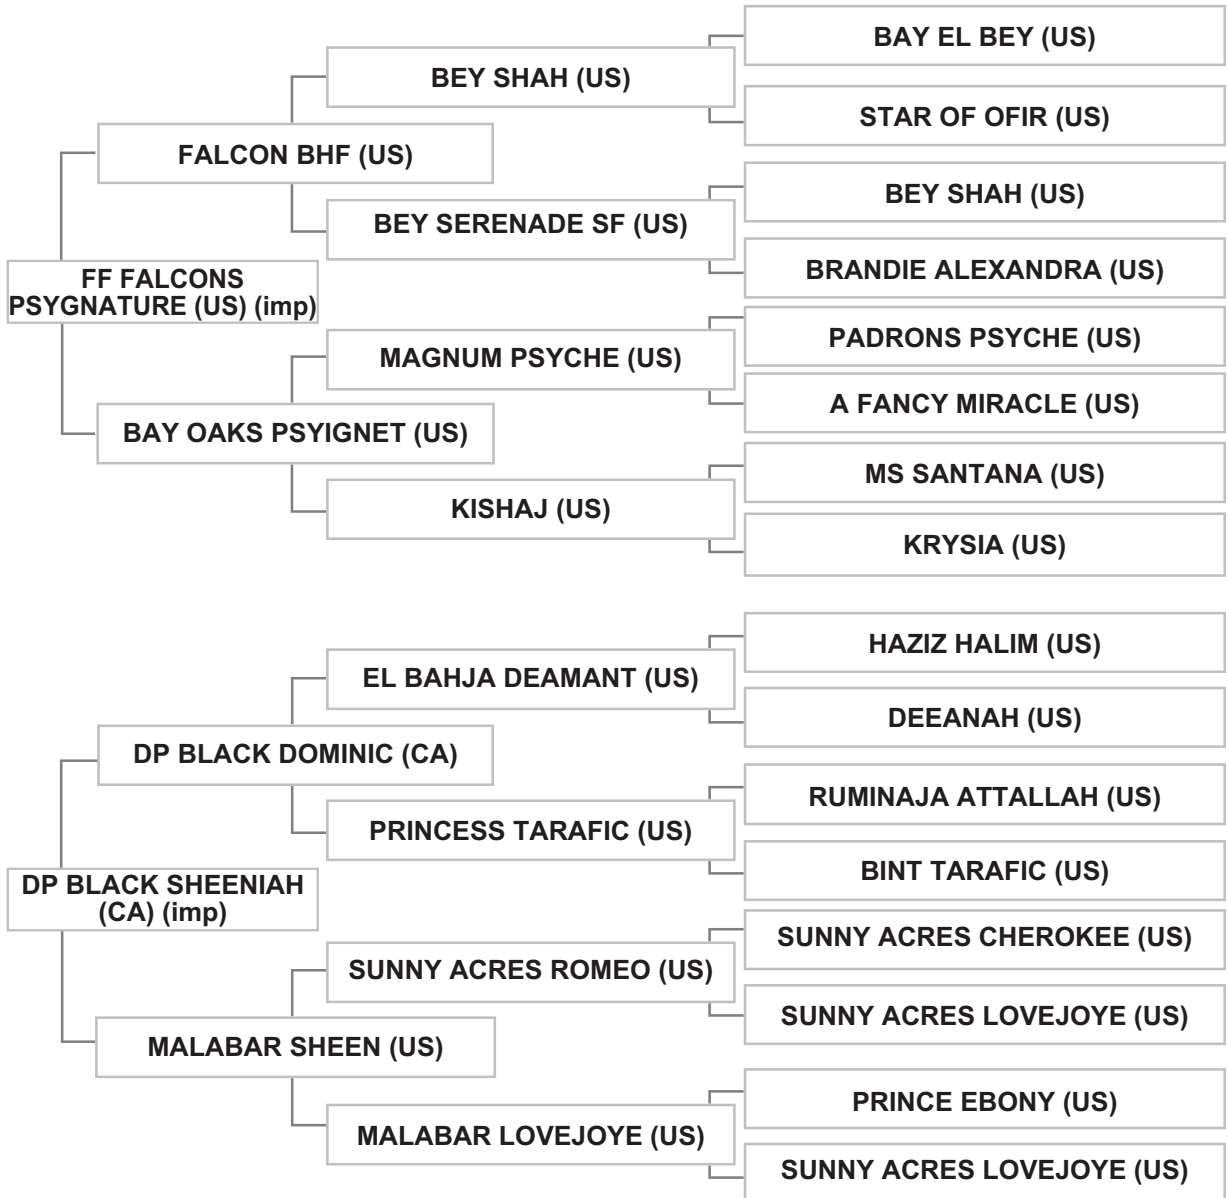 BAY EL BEY (US)
BEY SHAH (US)
STAR OF OFIR (US)
FALCON BHF (US)
BEY SHAH (US)
BEY SERENADE SF (US)
BRANDIE ALEXANDRA (US)
FF FALCONS
PSYGNATURE (US) (imp)
PADRONS PSYCHE (US)
MAGNUM PSYCHE (US)
A FANCY MIRACLE (US)
BAY OAKS PSYIGNET (US)
MS SANTANA (US)
KISHAJ (US)
KRYSIA (US)
HAZIZ HALIM (US)
EL BAHJA DEAMANT (US)
DEEANAH (US)
DP BLACK DOMINIC (CA)
RUMINAJA ATTALLAH (US)
PRINCESS TARAFIC (US)
BINT TARAFIC (US)
DP BLACK SHEENIAH
(CA) (imp)
SUNNY ACRES CHEROKEE (US)
SUNNY ACRES ROMEO (US)
SUNNY ACRES LOVEJOYE (US)
MALABAR SHEEN (US)
PRINCE EBONY (US)
MALABAR LOVEJOYE (US)
SUNNY ACRES LOVEJOYE (US)